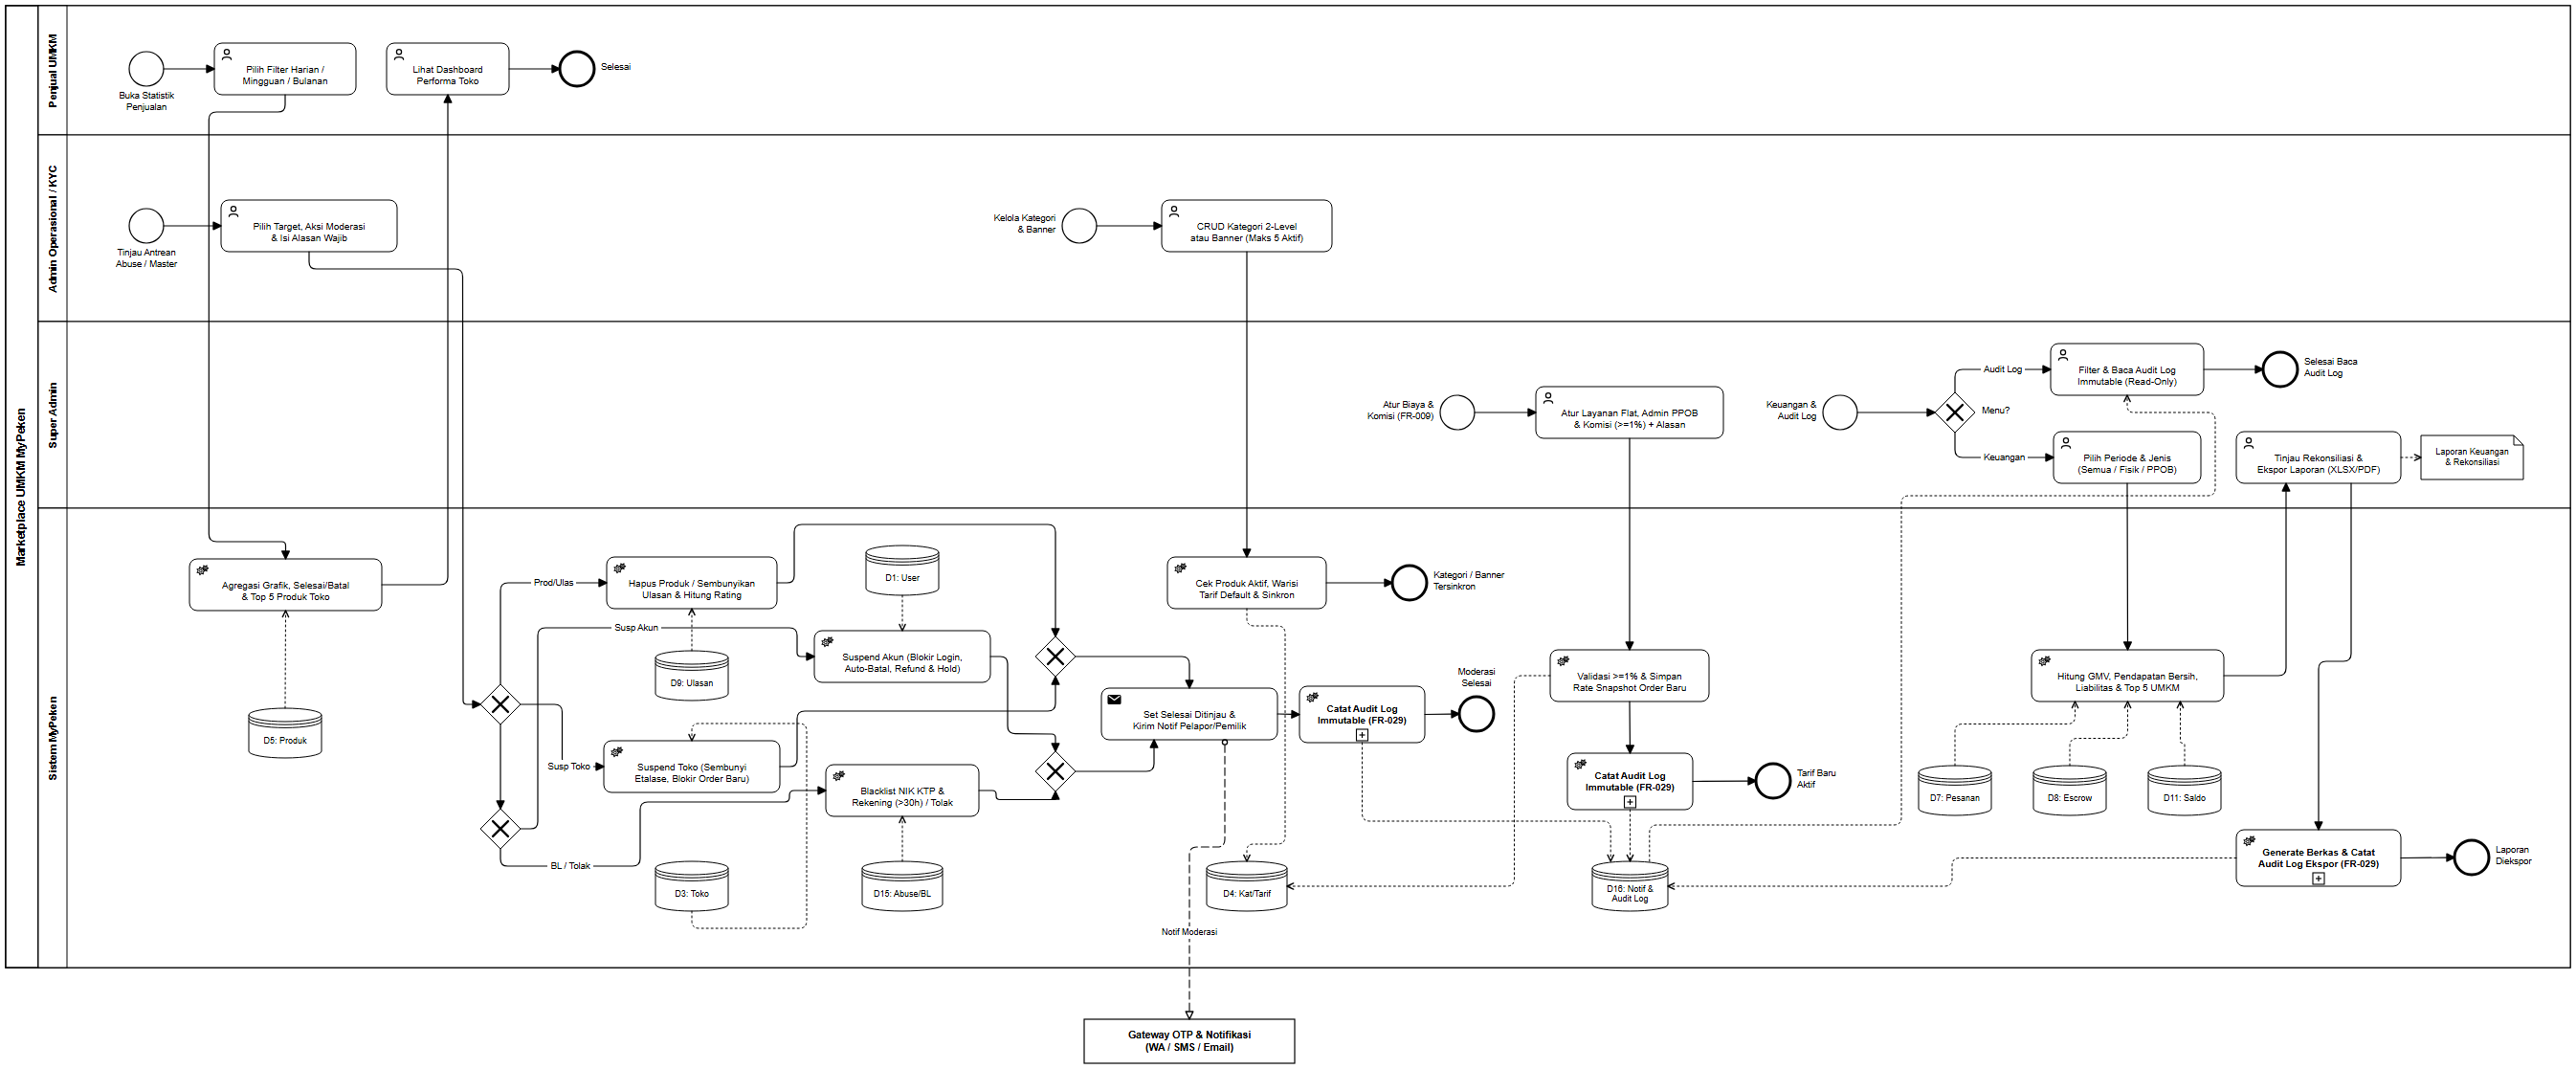 Marketplace UMKM MyPeken
Penjual UMKM
Buka Statistik
Penjualan
Pilih Filter Harian /
Mingguan / Bulanan
Lihat Dashboard
Performa Toko
Selesai
Admin Operasional / KYC
Tinjau Antrean
Abuse / Master
Pilih Target, Aksi Moderasi
& Isi Alasan Wajib
Kelola Kategori
& Banner
CRUD Kategori 2-Level
atau Banner (Maks 5 Aktif)
Super Admin
Atur Biaya &
Komisi (FR-009)
Atur Layanan Flat, Admin PPOB
& Komisi (>=1%) + Alasan
Keuangan &
Audit Log
Menu?
Audit Log
Filter & Baca Audit Log
Immutable (Read-Only)
Selesai Baca
Audit Log
Keuangan
Pilih Periode & Jenis
(Semua / Fisik / PPOB)
Tinjau Rekonsiliasi &
Ekspor Laporan (XLSX/PDF)
Laporan Keuangan
& Rekonsiliasi
Sistem MyPeken
Agregasi Grafik, Selesai/Batal
& Top 5 Produk Toko
D5: Produk
Prod/Ulas
Hapus Produk / Sembunyikan
Ulasan & Hitung Rating
D9: Ulasan
D1: User
Susp Akun
Suspend Akun (Blokir Login,
Auto-Batal, Refund & Hold)
Susp Toko
Suspend Toko (Sembunyi
Etalase, Blokir Order Baru)
Blacklist NIK KTP &
Rekening (>30h) / Tolak
BL / Tolak
D3: Toko
D15: Abuse/BL
Set Selesai Ditinjau &
Kirim Notif Pelapor/Pemilik
Catat Audit Log
Immutable (FR-029)
Moderasi
Selesai
Cek Produk Aktif, Warisi
Tarif Default & Sinkron
Kategori / Banner
Tersinkron
D4: Kat/Tarif
Validasi >=1% & Simpan
Rate Snapshot Order Baru
Catat Audit Log
Immutable (FR-029)
Tarif Baru
Aktif
D16: Notif &
Audit Log
Hitung GMV, Pendapatan Bersih,
Liabilitas & Top 5 UMKM
D7: Pesanan
D8: Escrow
D11: Saldo
Generate Berkas & Catat
Audit Log Ekspor (FR-029)
Laporan
Diekspor
Notif Moderasi
Gateway OTP & Notifikasi
(WA / SMS / Email)